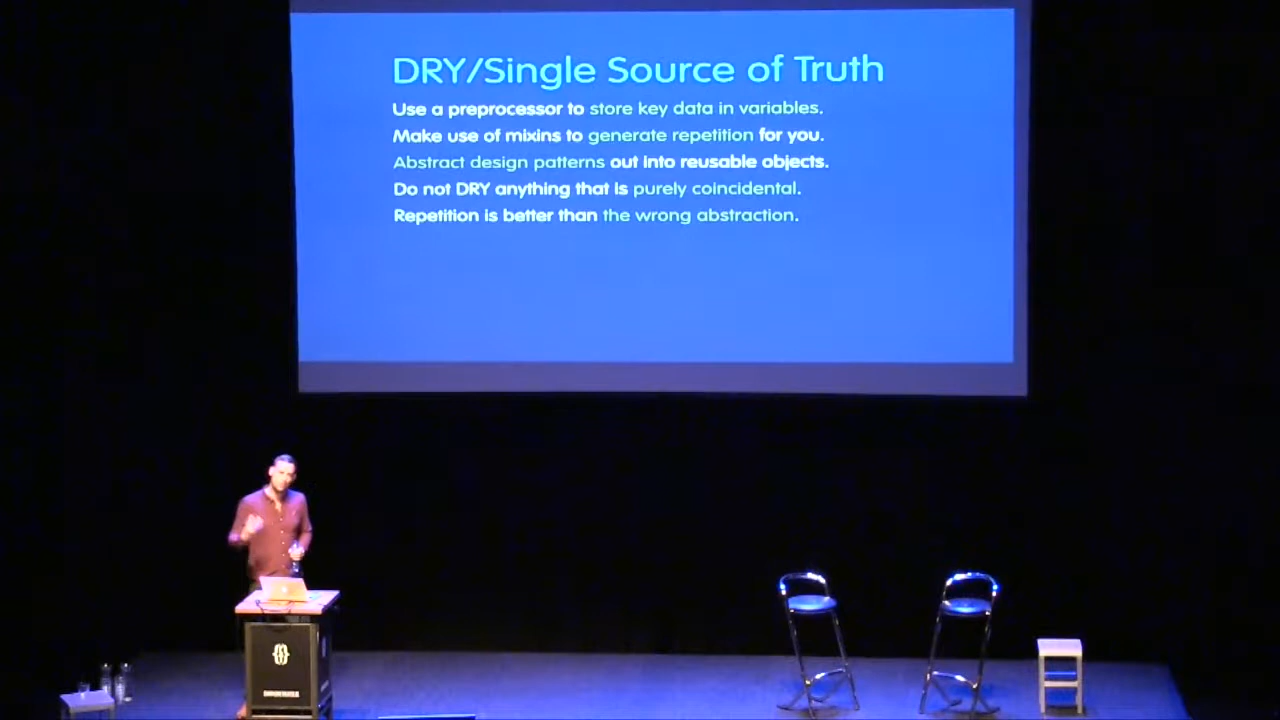 DRY/Single Source of Truth
Use a preprocessor to store key data in variables.
Make use of mixins to generate repetition for you.
Abstract design patterns out into reusable objects.
Do not DRY anything that is purely coincidental.
Repetition is better than the wrong abstraction.